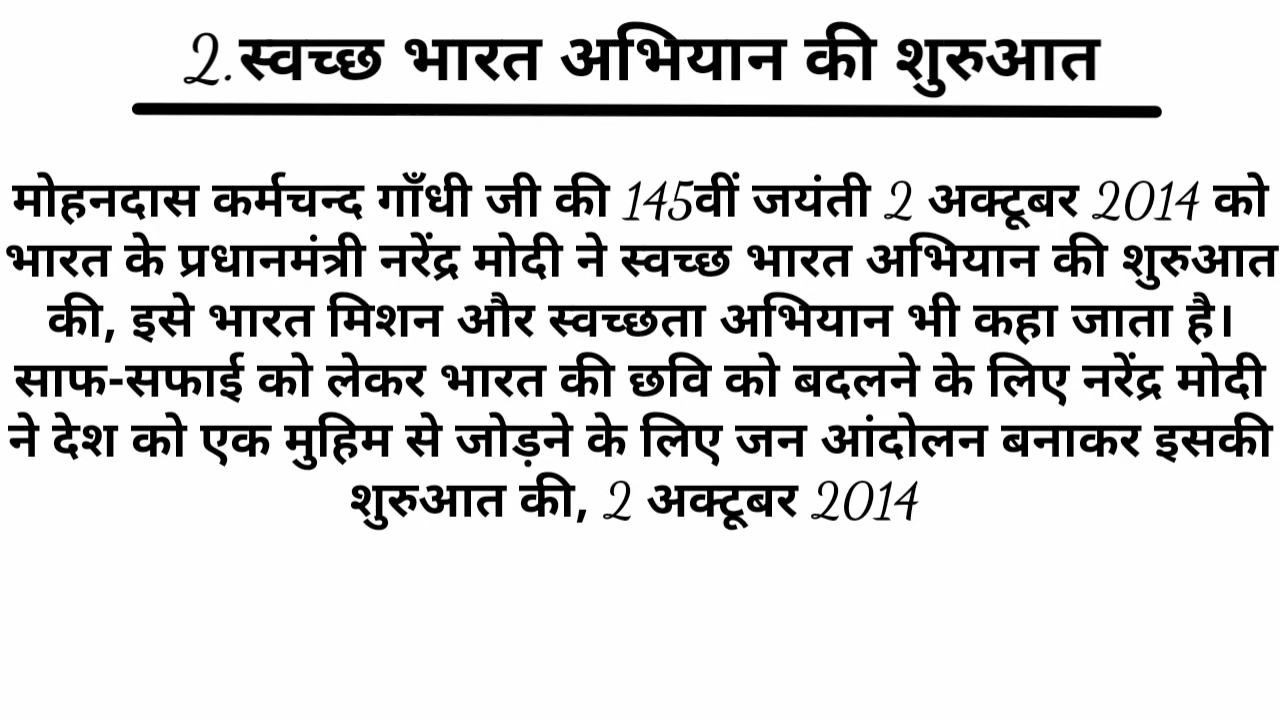 2.स्वच्छ भारत अभियान की शुरुआत
मोहनदास कर्मचन्द गाँधी जी की 145वीं जयंती 2 अक्टूबर 2014 को
भारत के प्रधानमंत्री नरेंद्र मोदी ने स्वच्छ भारत अभियान की शुरुआत
की, इसे भारत मिशन और स्वच्छता अभियान भी कहा जाता है।
साफ-सफाई को लेकर भारत की छवि को बदलने के लिए नरेंद्र मोदी
ने देश को एक मुहिम से जोड़ने के लिए जन आंदोलन बनाकर इसकी
शुरुआत की, 2 अक्टूबर 2014